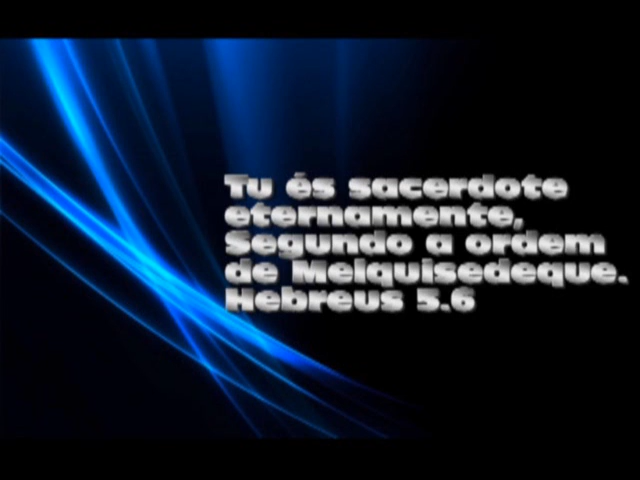 Tu és sacerdote
eternamente,
Segundo a ordem
de Melquisedeque.
Hebreus 5.6